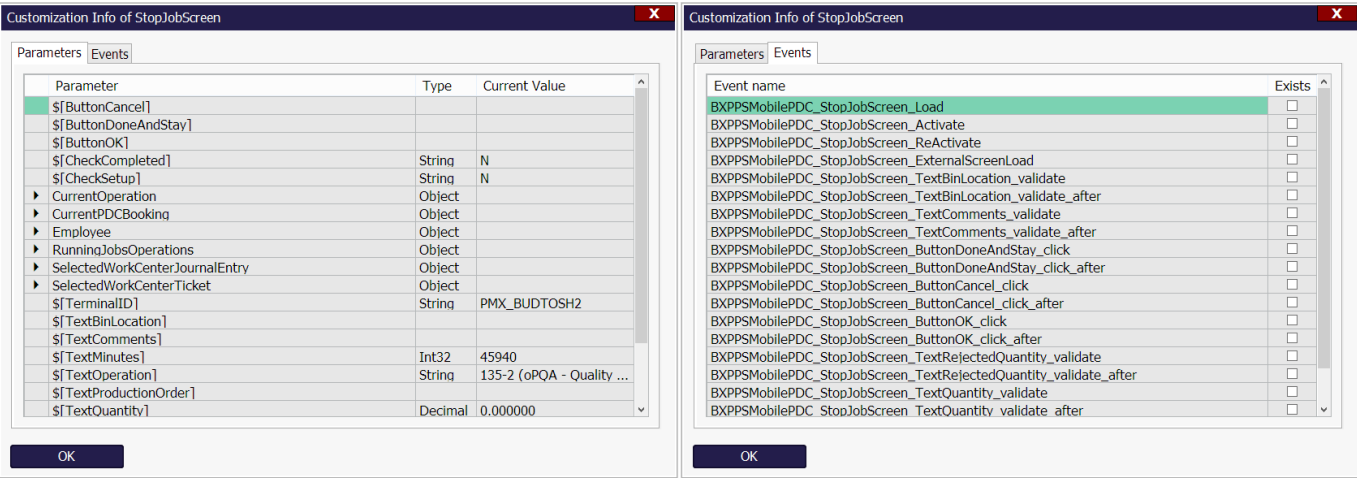 Customization Info of StopJobScreen X
Parameters Events
Parameter Type Current Value
$[ButtonCancel]
$[ButtonDoneAndStay]
$[ButtonOK]
$[CheckCompleted] String N
$[CheckSetup] String N
CurrentOperation Object
CurrentPDCBooking Object
Employee Object
RunningJobsOperations Object
SelectedWorkCenterJournalEntry Object
SelectedWorkCenterTicket Object
$[TerminalID] String PMX_BUDTOSH2
$[TextBinLocation]
$[TextComments]
$[TextMinutes] Int32 45940
$[TextOperation] String 135-2 (oPQA - Quality ...
$[TextProductionOrder]
$[TextQuantity] Decimal 0.000000
OK
Customization Info of StopJobScreen X
Parameters Events
Event name Exists
BXPPSMobilePDC_StopJobScreen_Load
BXPPSMobilePDC_StopJobScreen_Activate
BXPPSMobilePDC_StopJobScreen_ReActivate
BXPPSMobilePDC_StopJobScreen_ExternalScreenLoad
BXPPSMobilePDC_StopJobScreen_TextBinLocation_validate
BXPPSMobilePDC_StopJobScreen_TextBinLocation_validate_after
BXPPSMobilePDC_StopJobScreen_TextComments_validate
BXPPSMobilePDC_StopJobScreen_TextComments_validate_after
BXPPSMobilePDC_StopJobScreen_ButtonDoneAndStay_click
BXPPSMobilePDC_StopJobScreen_ButtonDoneAndStay_click_after
BXPPSMobilePDC_StopJobScreen_ButtonCancel_click
BXPPSMobilePDC_StopJobScreen_ButtonCancel_click_after
BXPPSMobilePDC_StopJobScreen_ButtonOK_click
BXPPSMobilePDC_StopJobScreen_ButtonOK_click_after
BXPPSMobilePDC_StopJobScreen_TextRejectedQuantity_validate
BXPPSMobilePDC_StopJobScreen_TextRejectedQuantity_validate_after
BXPPSMobilePDC_StopJobScreen_TextQuantity_validate
BXPPSMobilePDC_StopJobScreen_TextQuantity_validate_after
OK